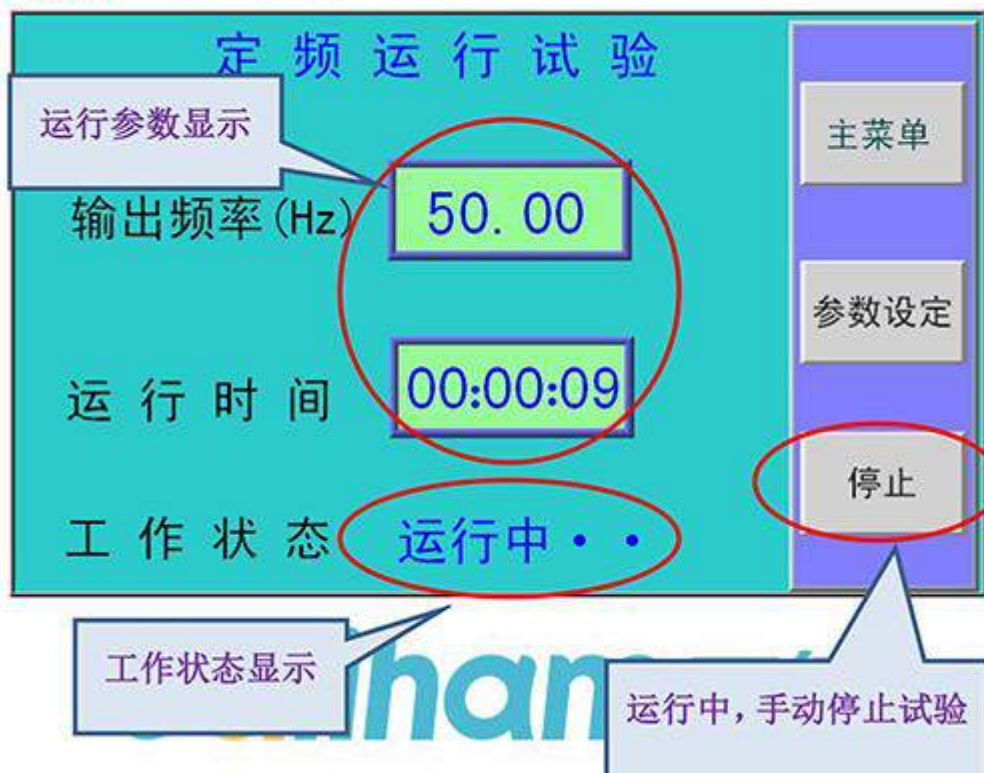 定频运行试验
运行参数显示
主菜单
输出频率(Hz)
50.00
参数设定
运行时间
00:00:09
停止
工作状态
运行中··
工作状态显示
运行中,手动停止试验